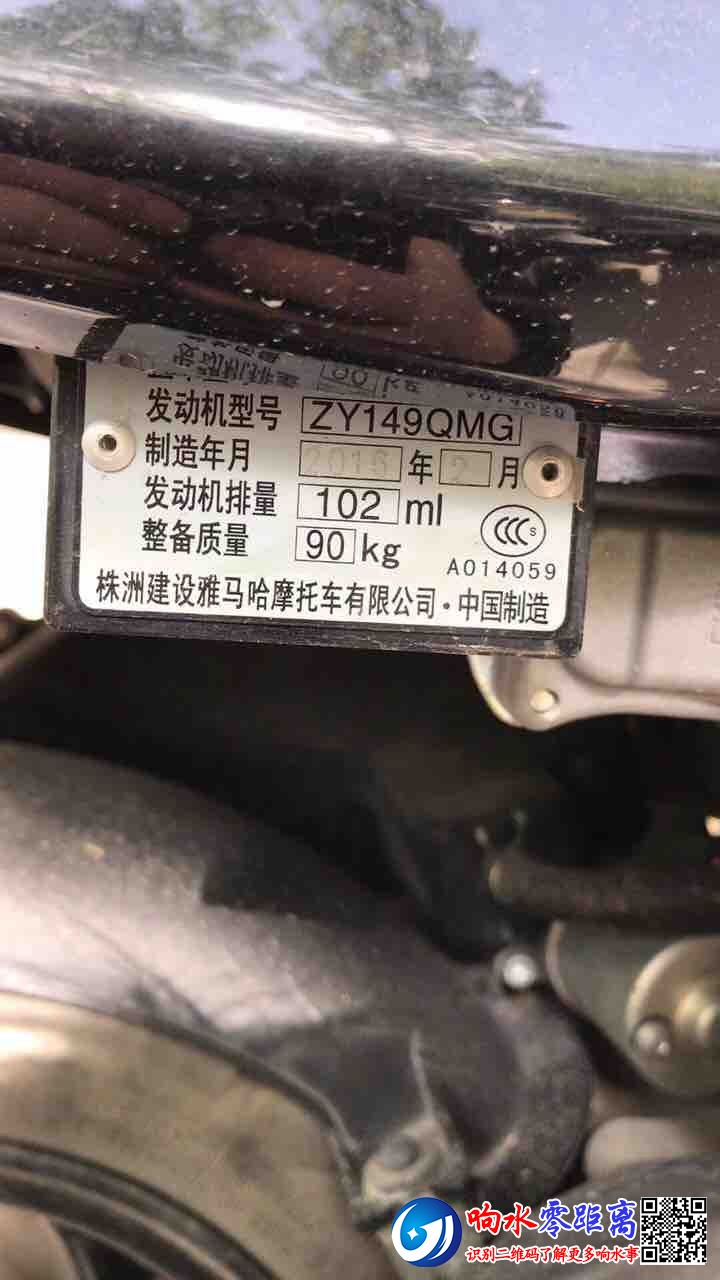 发动机型号 ZY149QMG
制造年月 2016 年 2 月
发动机排量 102 ml
整备质量 90 kg
CCC S
A014059
株洲建设雅马哈摩托车有限公司·中国制造
响水零距离
识别二维码了解更多响水事